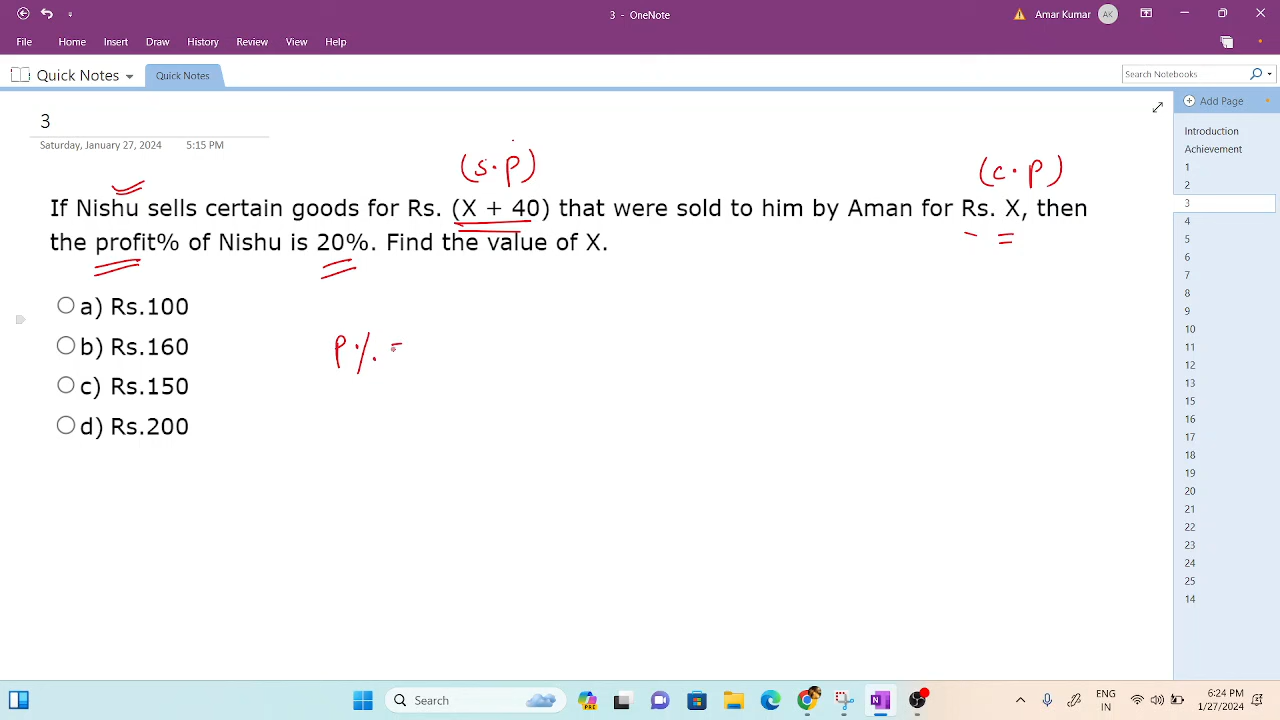 3 - OneNote
Amar Kumar AK
File Home Insert Draw History Review View Help
Quick Notes Quick Notes Search Notebooks
Add Page
3
Saturday, January 27, 2024 5:15 PM
(S.P) (C.P)
If Nishu sells certain goods for Rs. (X + 40) that were sold to him by Aman for Rs. X, then
the profit% of Nishu is 20%. Find the value of X.
a) Rs.100
b) Rs.160
c) Rs.150
d) Rs.200
P% =
Introduction
Achievement
1
2
3
4
5
6
7
8
9
10
11
12
13
15
16
17
18
19
20
21
22
23
24
25
14
Search
ENG
IN
6:24 PM
1/27/2024